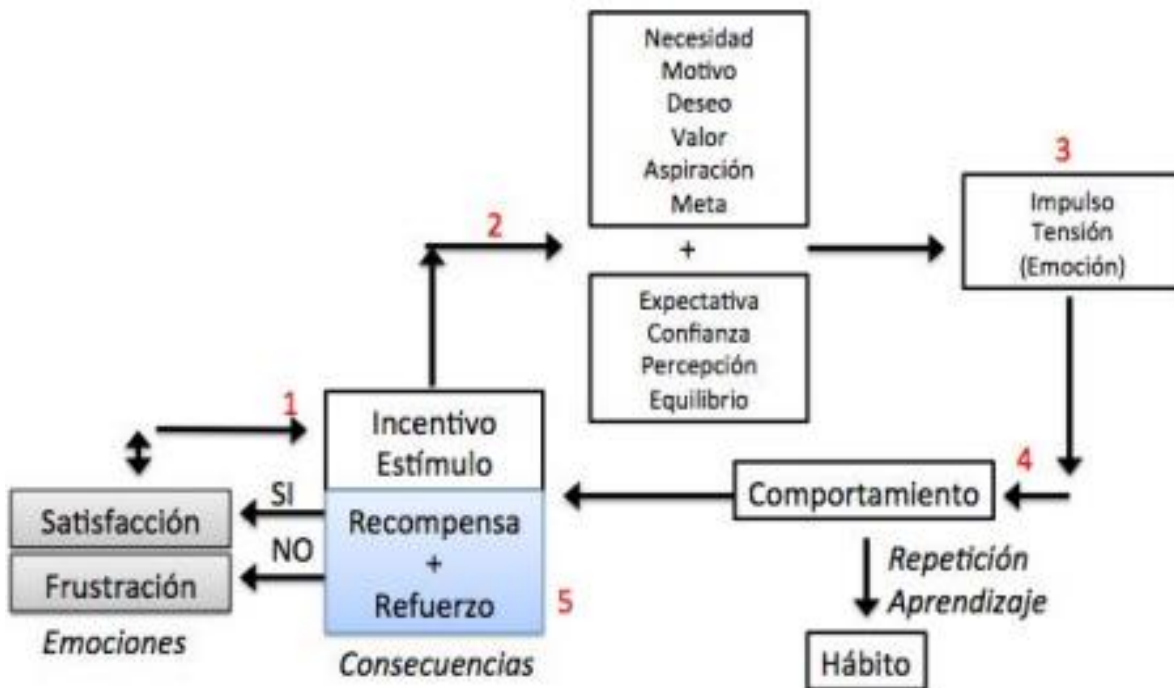 Necesidad
Motivo
Deseo
Valor
Aspiración
Meta
+
Expectativa
Confianza
Percepción
Equilibrio
2
3
Impulso
Tensión
(Emoción)
1
Incentivo
Estímulo
Recompensa
+
Refuerzo
5
Consecuencias
SI
NO
Satisfacción
Frustración
Emociones
4
Comportamiento
Repetición
Aprendizaje
Hábito